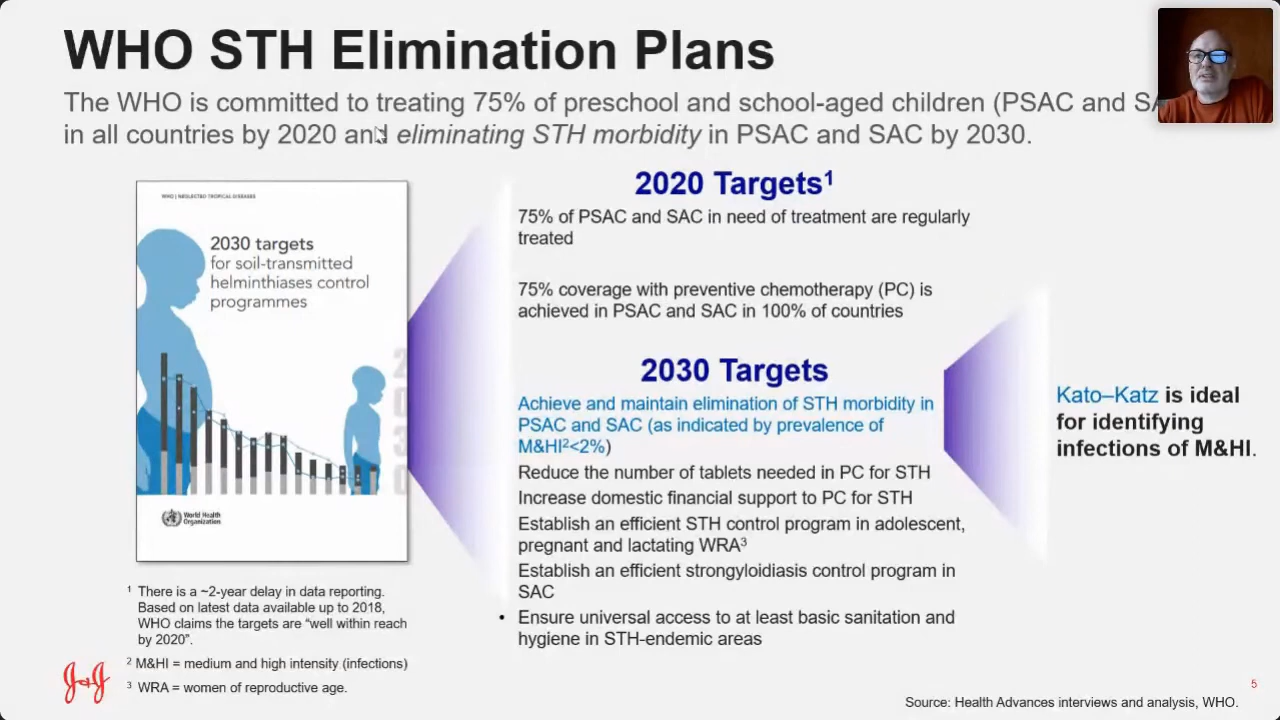 WHO STH Elimination Plans
The WHO is committed to treating 75% of preschool and school-aged children (PSAC and SA
in all countries by 2020 and eliminating STH morbidity in PSAC and SAC by 2030.
WHO | NEGLECTED TROPICAL DISEASES
2030 targets
for soil-transmitted
helminthiases control
programmes
2030
World Health
Organization
1 There is a ~2-year delay in data reporting.
Based on latest data available up to 2018,
WHO claims the targets are “well within reach
by 2020”.
2 M&HI = medium and high intensity (infections)
3 WRA = women of reproductive age.
J&J
2020 Targets1
75% of PSAC and SAC in need of treatment are regularly
treated
75% coverage with preventive chemotherapy (PC) is
achieved in PSAC and SAC in 100% of countries
2030 Targets
Achieve and maintain elimination of STH morbidity in
PSAC and SAC (as indicated by prevalence of
M&HI2<2%)
Reduce the number of tablets needed in PC for STH
Increase domestic financial support to PC for STH
Establish an efficient STH control program in adolescent,
pregnant and lactating WRA3
Establish an efficient strongyloidiasis control program in
SAC
• Ensure universal access to at least basic sanitation and
hygiene in STH-endemic areas
Kato–Katz is ideal
for identifying
infections of M&HI.
5
Source: Health Advances interviews and analysis, WHO.